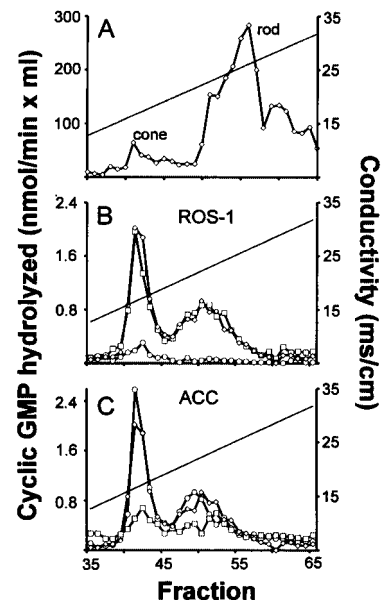 Cyclic GMP hydrolyzed (nmol/min x ml)
Conductivity (ms/cm)
A
300
200
100
cone
rod
35
25
15
B
ROS-1
2.4
1.6
0.8
35
25
15
C
ACC
2.4
1.6
0.8
35
25
15
35 45 55 65
Fraction